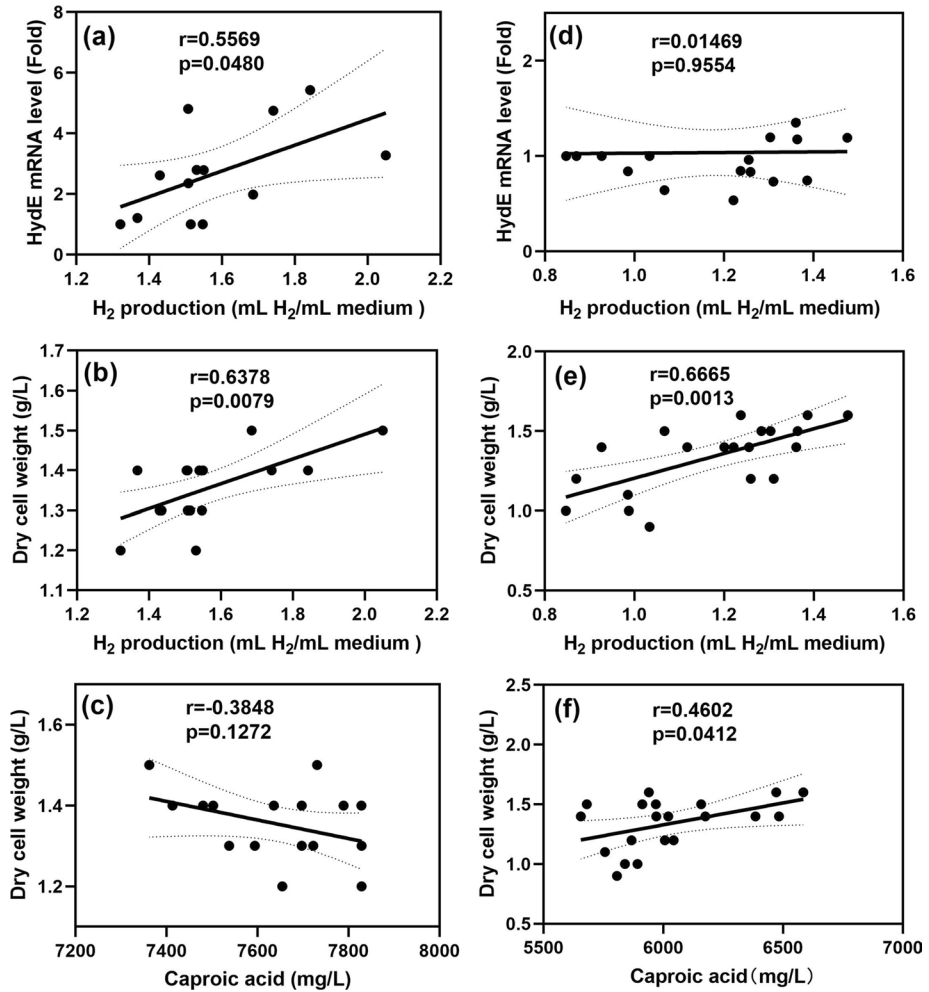 (a)
r=0.5569
p=0.0480
HydE mRNA level (Fold)
8
6
4
2
0
1.2 1.4 1.6 1.8 2.0 2.2
H2 production (mL H2/mL medium )
(d)
r=0.01469
p=0.9554
HydE mRNA level (Fold)
2
1
0
0.8 1.0 1.2 1.4 1.6
H2 production (mL H2/mL medium)
(b)
r=0.6378
p=0.0079
Dry cell weight (g/L)
1.7
1.6
1.5
1.4
1.3
1.2
1.1
1.2 1.4 1.6 1.8 2.0 2.2
H2 production (mL H2/mL medium )
(e)
r=0.6665
p=0.0013
Dry cell weight (g/L)
2.0
1.5
1.0
0.5
0.8 1.0 1.2 1.4 1.6
H2 production (mL H2/mL medium)
(c)
r=-0.3848
p=0.1272
Dry cell weight (g/L)
1.6
1.4
1.2
7200 7400 7600 7800 8000
Caproic acid (mg/L)
(f)
r=0.4602
p=0.0412
Dry cell weight (g/L)
2.5
2.0
1.5
1.0
0.5
5500 6000 6500 7000
Caproic acid（mg/L）